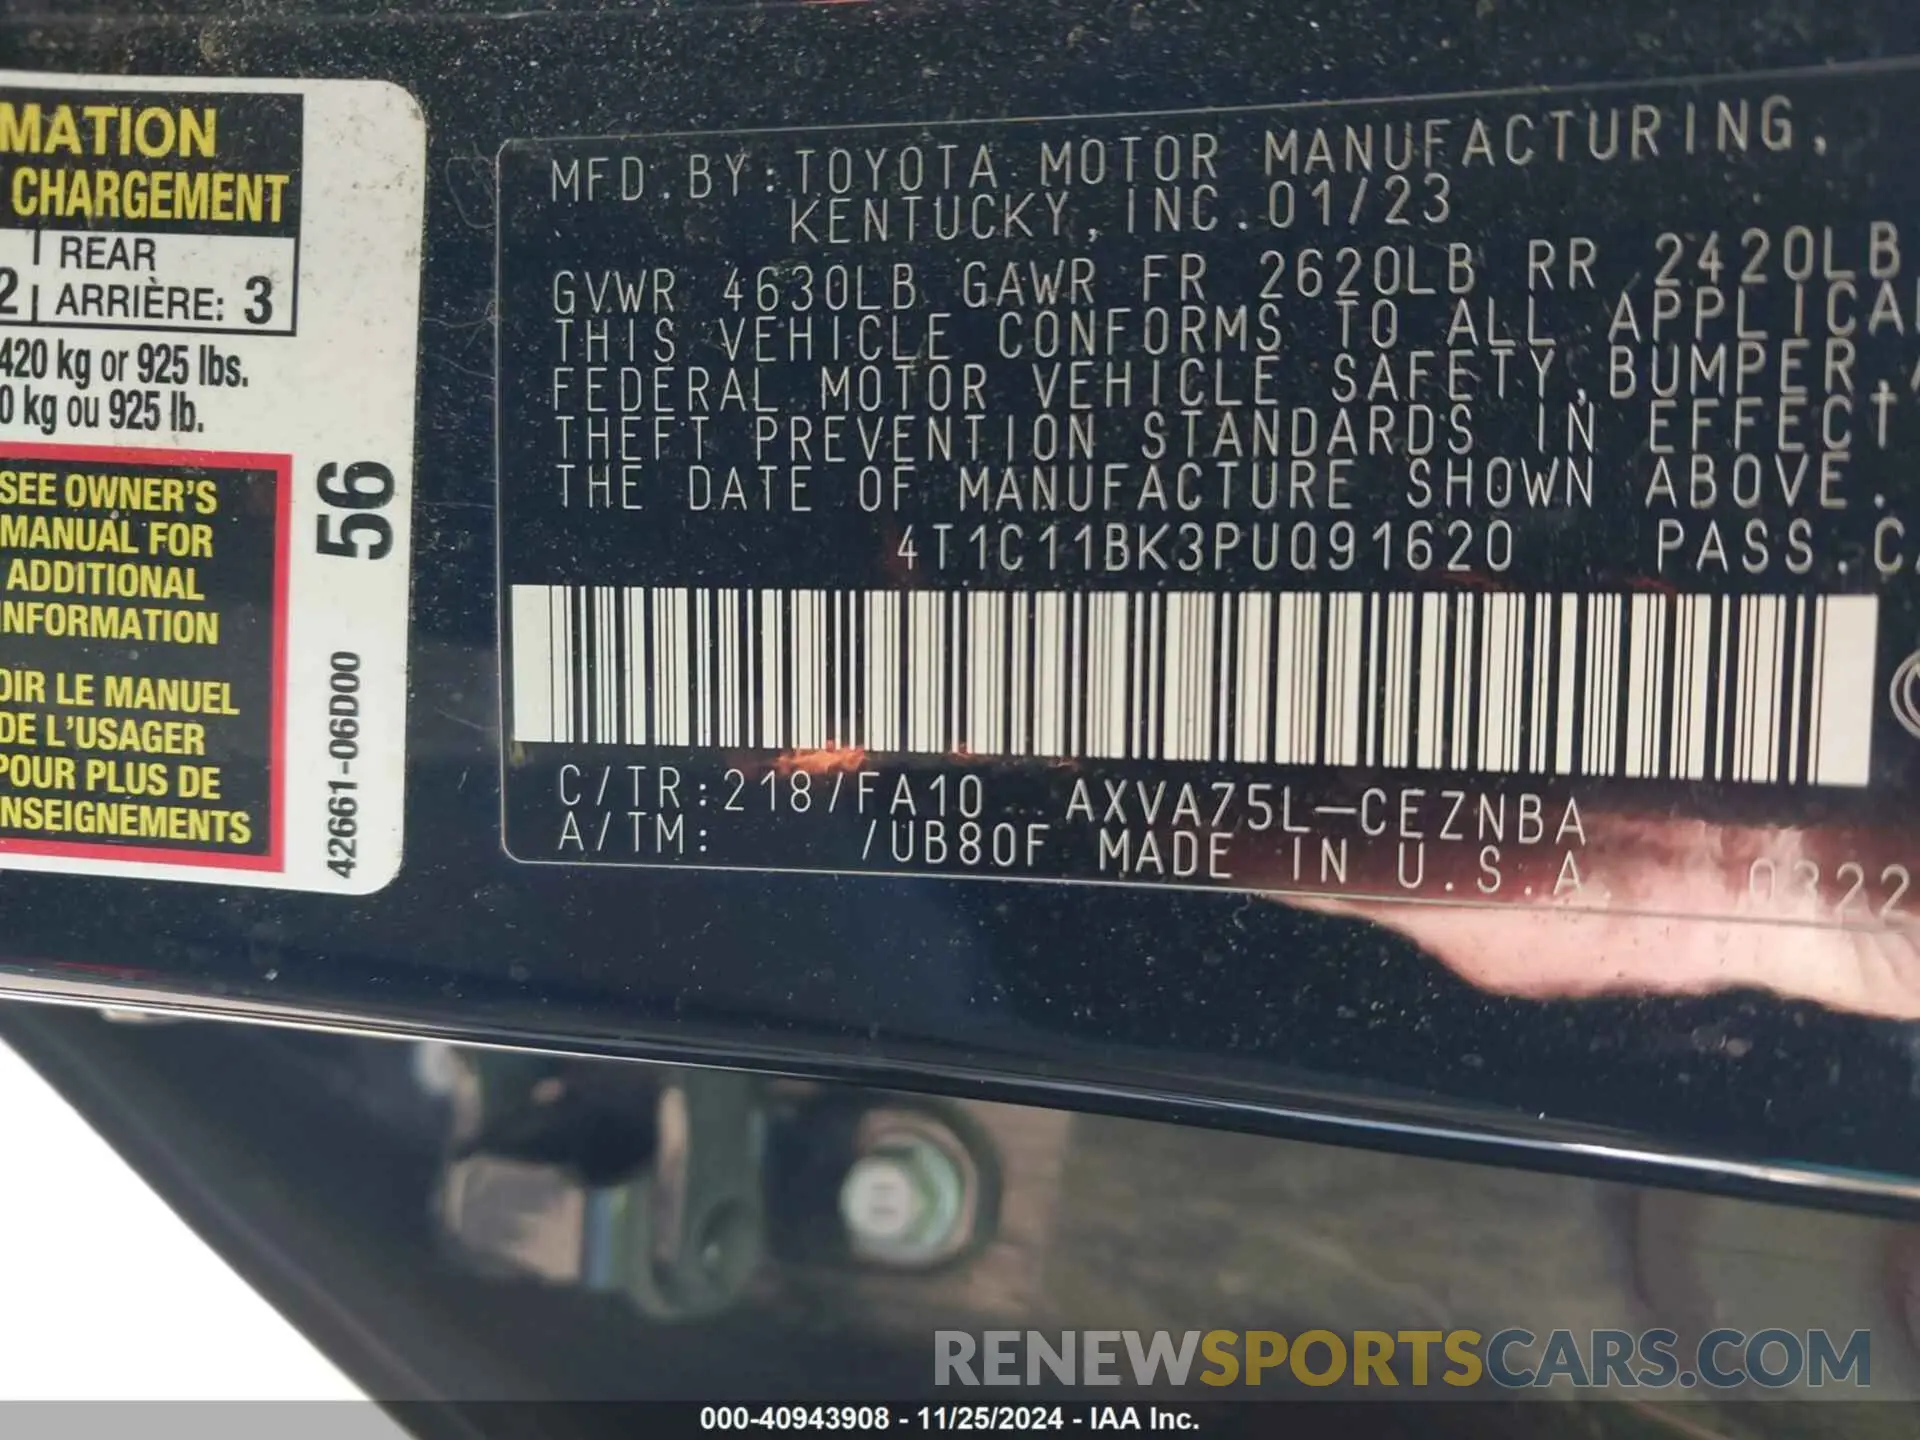 MATION
CHARGEMENT
REAR
2 ARRIÈRE: 3
420 kg or 925 lbs.
0 kg ou 925 lb.
SEE OWNER'S
MANUAL FOR
ADDITIONAL
INFORMATION
OIR LE MANUEL
DE L'USAGER
POUR PLUS DE
ENSEIGNEMENTS
56
42661-06D00
MFD.BY:TOYOTA MOTOR MANUFACTURING,
KENTUCKY,INC.01/23
GVWR 4630LB GAWR FR 2620LB RR 2420LB
THIS VEHICLE CONFORMS TO ALL APPLICA
FEDERAL MOTOR VEHICLE SAFETY,BUMPER,A
THEFT PREVENTION STANDARDS IN EFFECT
THE DATE OF MANUFACTURE SHOWN ABOVE.
4T1C11BK3PU091620 PASS.CA
C/TR:218/FA10 AXVA75L-CEZNBA
A/TM: /UB80F MADE IN U.S.A. 0322
RENEWSPORTSCARS.COM
000-40943908 - 11/25/2024 - IAA Inc.